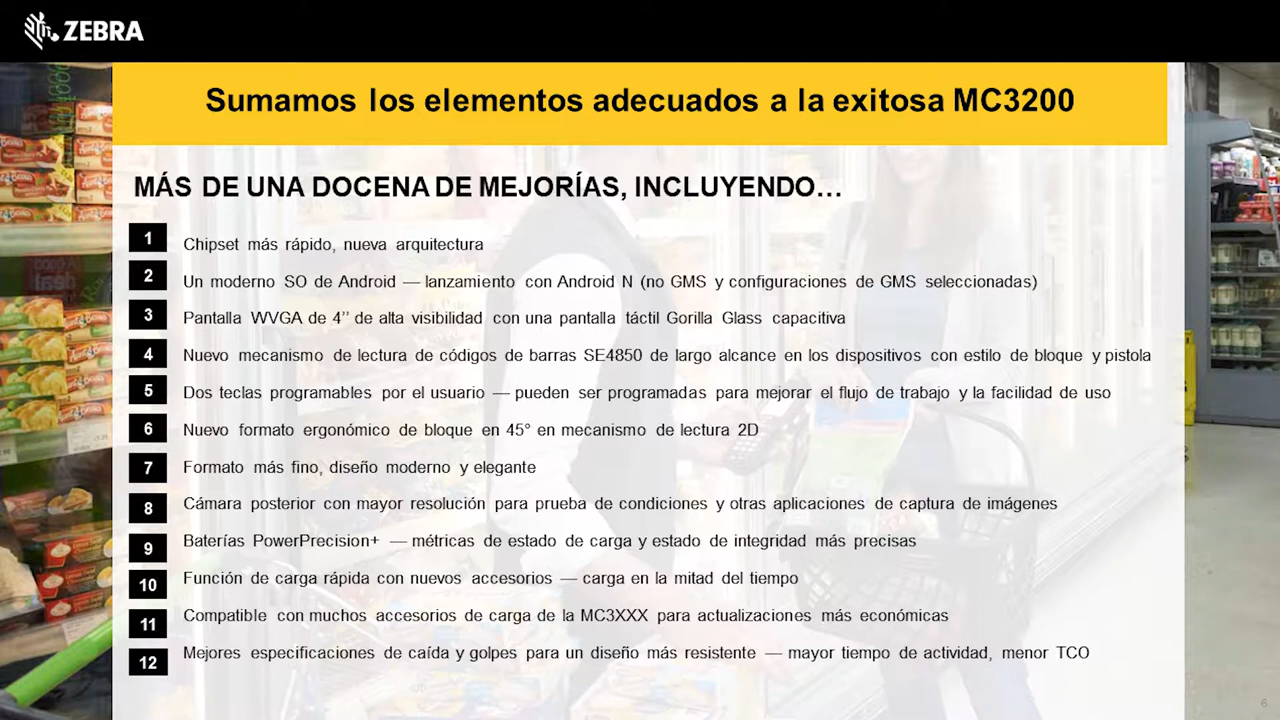 ZEBRA
Sumamos los elementos adecuados a la exitosa MC3200
MÁS DE UNA DOCENA DE MEJORÍAS, INCLUYENDO...
1 Chipset más rápido, nueva arquitectura
2 Un moderno SO de Android — lanzamiento con Android N (no GMS y configuraciones de GMS seleccionadas)
3 Pantalla WVGA de 4’’ de alta visibilidad con una pantalla táctil Gorilla Glass capacitiva
4 Nuevo mecanismo de lectura de códigos de barras SE4850 de largo alcance en los dispositivos con estilo de bloque y pistola
5 Dos teclas programables por el usuario — pueden ser programadas para mejorar el flujo de trabajo y la facilidad de uso
6 Nuevo formato ergonómico de bloque en 45° en mecanismo de lectura 2D
7 Formato más fino, diseño moderno y elegante
8 Cámara posterior con mayor resolución para prueba de condiciones y otras aplicaciones de captura de imágenes
9 Baterías PowerPrecision+ — métricas de estado de carga y estado de integridad más precisas
10 Función de carga rápida con nuevos accesorios — carga en la mitad del tiempo
11 Compatible con muchos accesorios de carga de la MC3XXX para actualizaciones más económicas
12 Mejores especificaciones de caída y golpes para un diseño más resistente — mayor tiempo de actividad, menor TCO
6